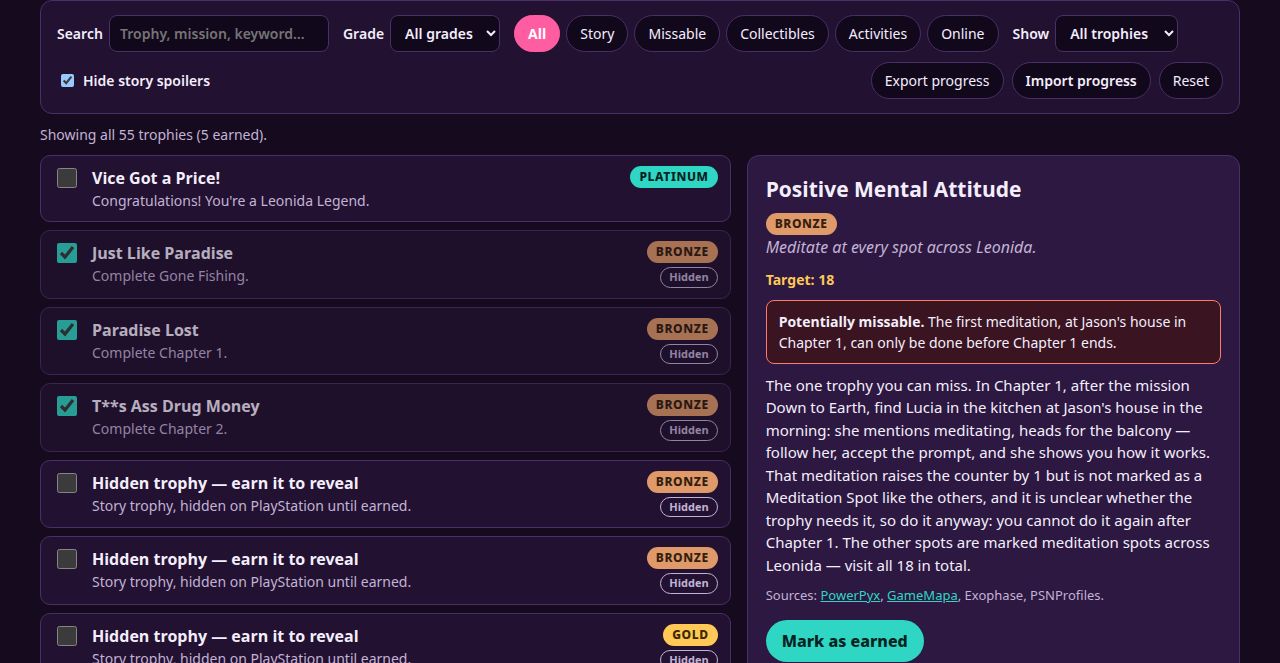 Search
Trophy, mission, keyword...
Grade
All grades
All
Story
Missable
Collectibles
Activities
Online
Show
All trophies
Hide story spoilers
Export progress
Import progress
Reset
Showing all 55 trophies (5 earned).
Vice Got a Price!
PLATINUM
Congratulations! You're a Leonida Legend.
Just Like Paradise
BRONZE
Complete Gone Fishing.
Hidden
Paradise Lost
BRONZE
Complete Chapter 1.
Hidden
T**s Ass Drug Money
BRONZE
Complete Chapter 2.
Hidden
Hidden trophy — earn it to reveal
BRONZE
Story trophy, hidden on PlayStation until earned.
Hidden
Hidden trophy — earn it to reveal
BRONZE
Story trophy, hidden on PlayStation until earned.
Hidden
Hidden trophy — earn it to reveal
GOLD
Story trophy, hidden on PlayStation until earned.
Hidden
Positive Mental Attitude
BRONZE
Meditate at every spot across Leonida.
Target: 18
Potentially missable. The first meditation, at Jason's house in
Chapter 1, can only be done before Chapter 1 ends.
The one trophy you can miss. In Chapter 1, after the mission
Down to Earth, find Lucia in the kitchen at Jason's house in the
morning: she mentions meditating, heads for the balcony —
follow her, accept the prompt, and she shows you how it works.
That meditation raises the counter by 1 but is not marked as a
Meditation Spot like the others, and it is unclear whether the
trophy needs it, so do it anyway: you cannot do it again after
Chapter 1. The other spots are marked meditation spots across
Leonida — visit all 18 in total.
Sources: PowerPyx, GameMapa, Exophase, PSNProfiles.
Mark as earned